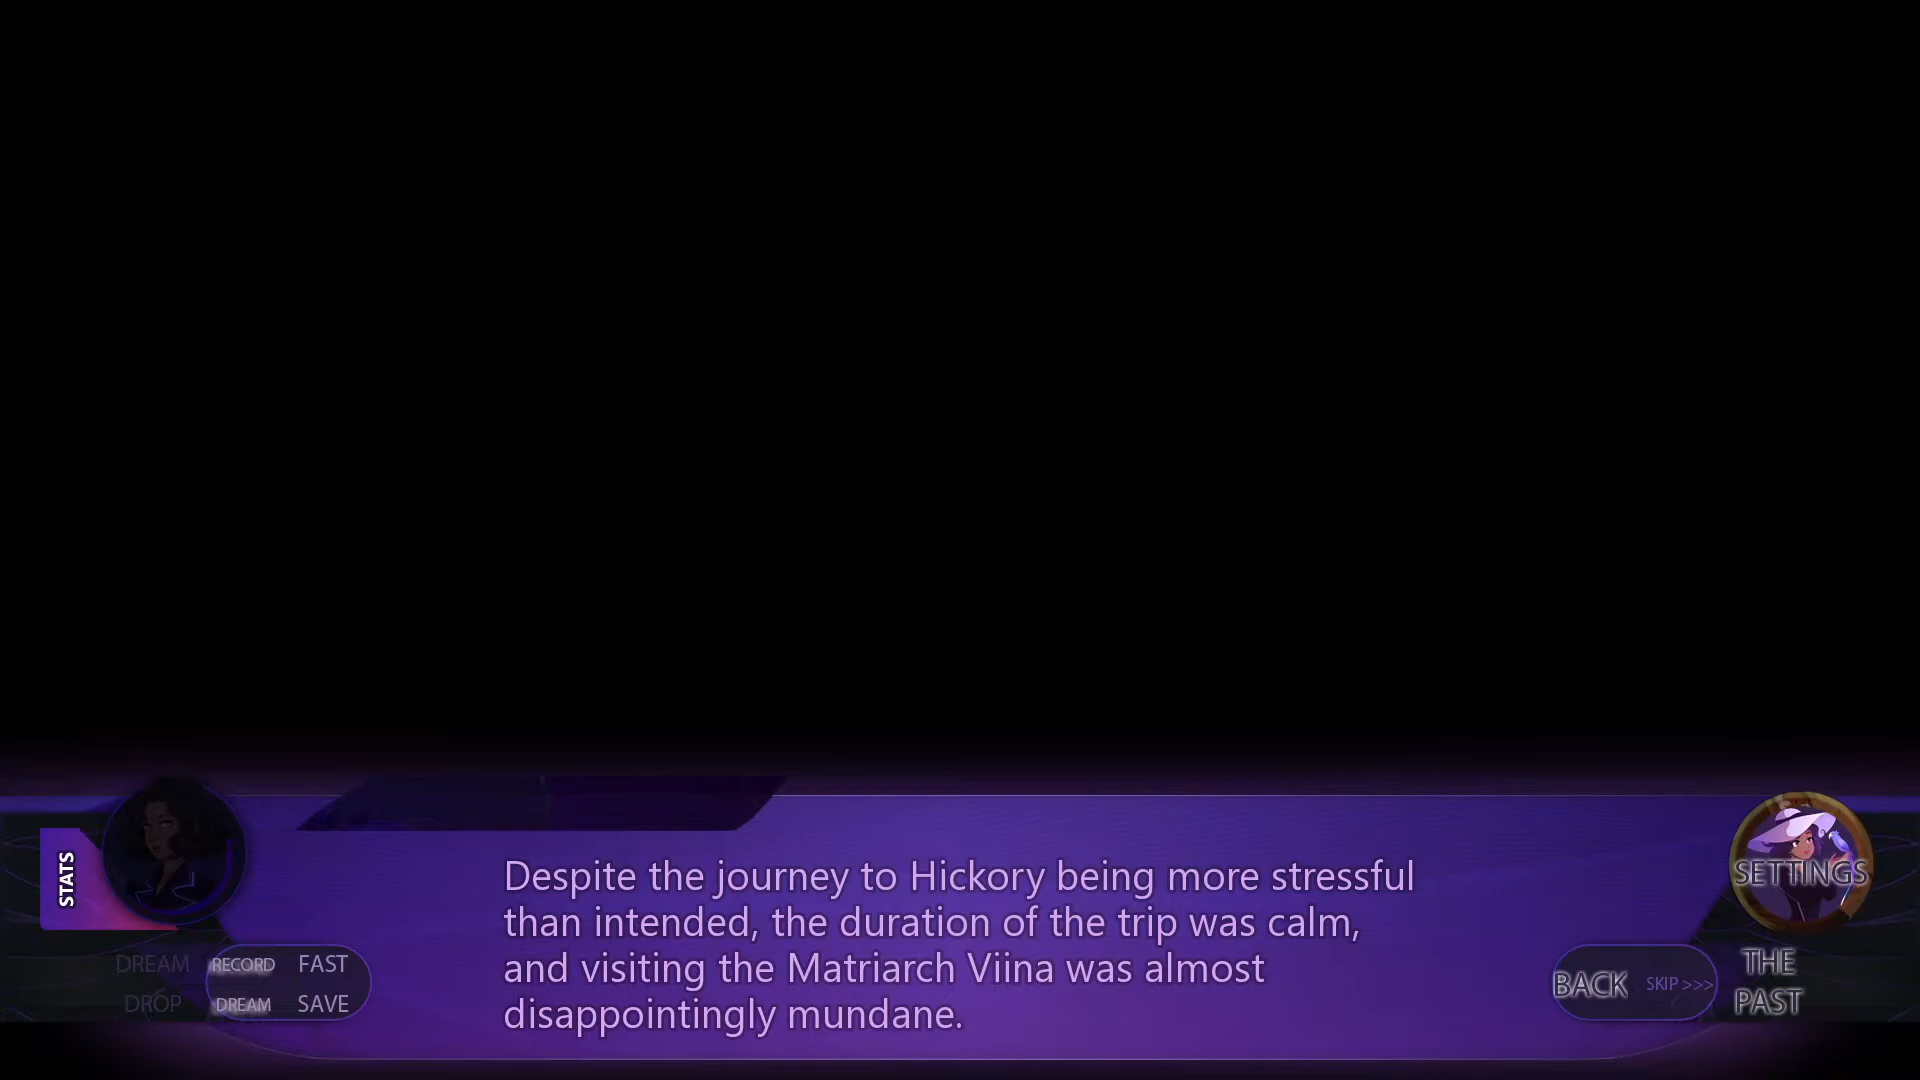 Despite the journey to Hickory being more stressful
than intended, the duration of the trip was calm,
and visiting the Matriarch Viina was almost
disappointingly mundane.
STATS
DREAM
DROP
RECORD
DREAM
FAST
SAVE
BACK
SKIP >>>
SETTINGS
THE
PAST